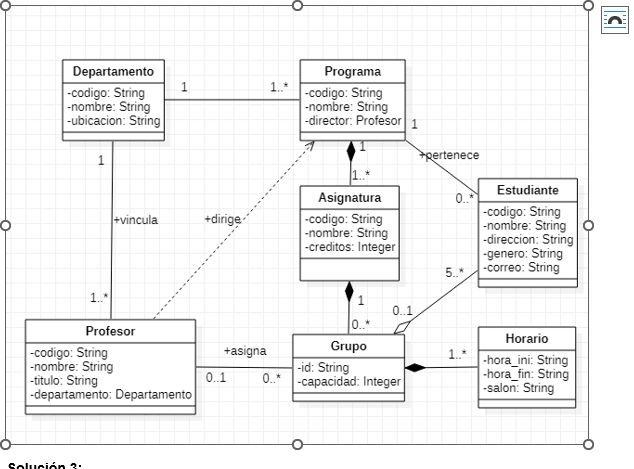 Departamento
-codigo: String
-nombre: String
-ubicacion: String
1
1..*
Programa
-codigo: String
-nombre: String
-director: Profesor
1
1
+pertenece
0..*
1..*
Asignatura
-codigo: String
-nombre: String
-creditos: Integer
Estudiante
-codigo: String
-nombre: String
-direccion: String
-genero: String
-correo: String
1
+vincula
+dirige
1..*
1
0..*
5..*
0..1
Profesor
-codigo: String
-nombre: String
-titulo: String
-departamento: Departamento
+asigna
0..1
0..*
Grupo
-id: String
-capacidad: Integer
1..*
Horario
-hora_ini: String
-hora_fin: String
-salon: String
Solución 3: